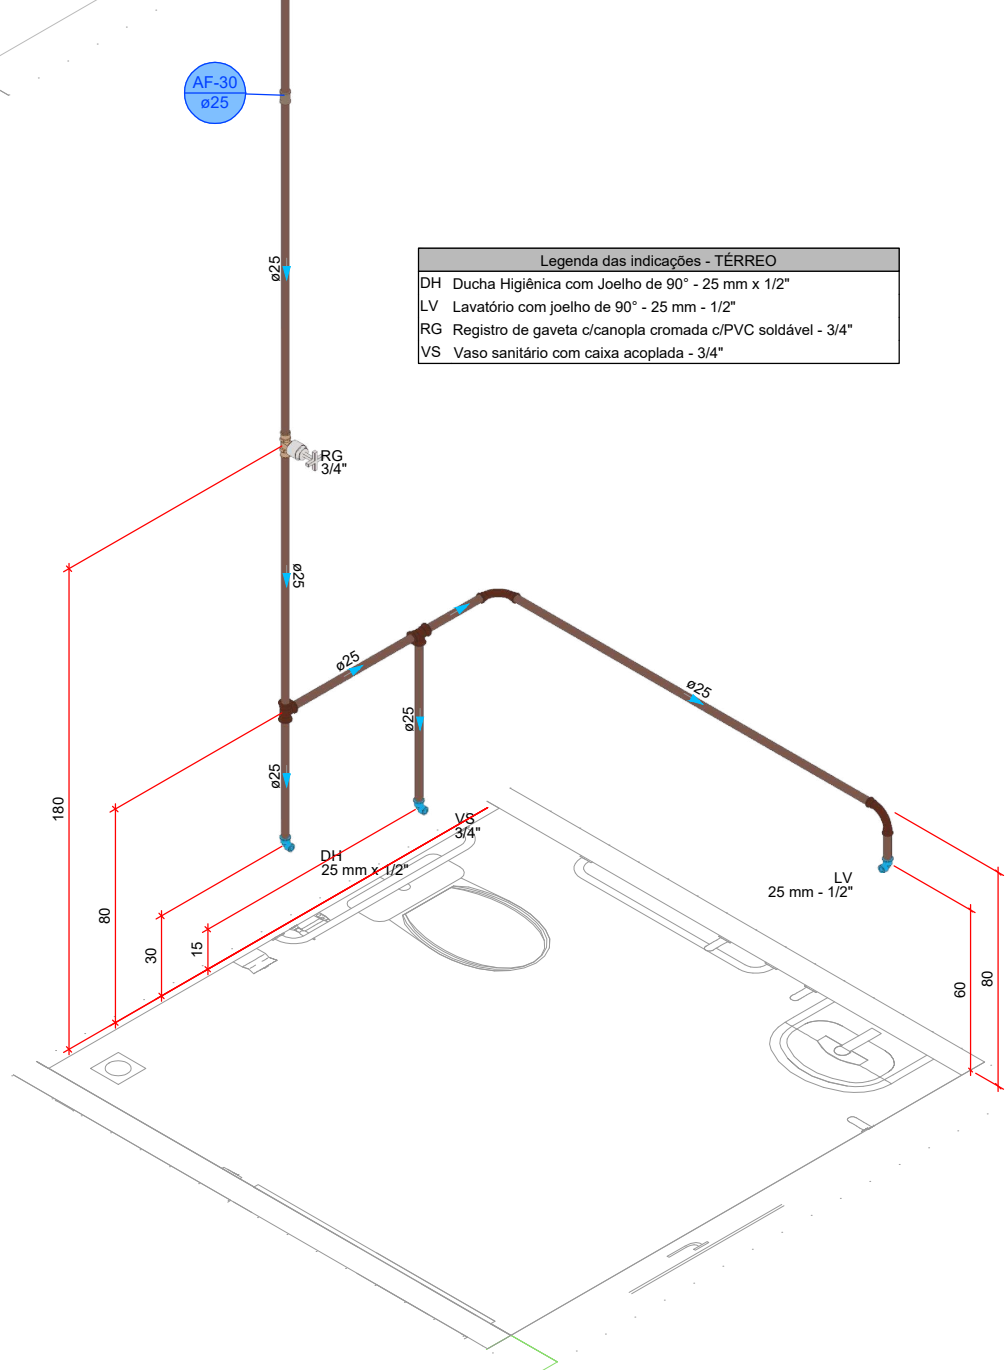 AF-30
ø25
ø25
Legenda das indicações - TÉRREO
DH Ducha Higiênica com Joelho de 90° - 25 mm x 1/2"
LV Lavatório com joelho de 90° - 25 mm - 1/2"
RG Registro de gaveta c/canopla cromada c/PVC soldável - 3/4"
VS Vaso sanitário com caixa acoplada - 3/4"
RG
3/4"
ø25
ø25
ø25
ø25
ø25
180
80
30
15
VS
3/4"
DH
25 mm x 1/2"
LV
25 mm - 1/2"
60
80